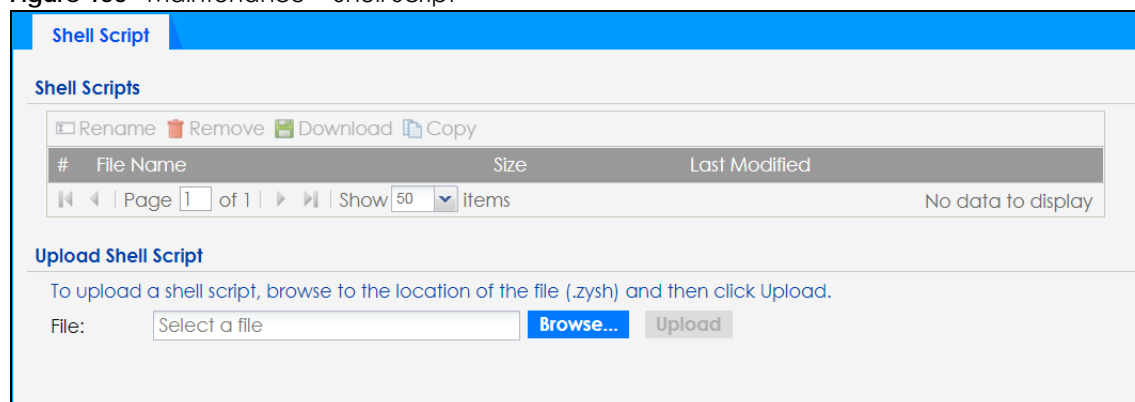 Shell Script
Shell Scripts
Rename Remove Download Copy
# File Name Size Last Modified
Page 1 of 1 Show 50 items No data to display
Upload Shell Script
To upload a shell script, browse to the location of the file (.zysh) and then click Upload.
File: Select a file Browse... Upload